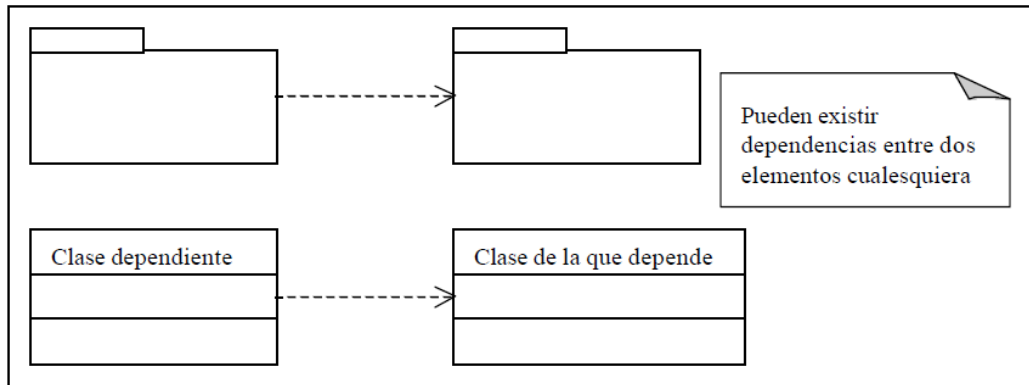 Pueden existir
dependencias entre dos
elementos cualesquiera
Clase dependiente
Clase de la que depende